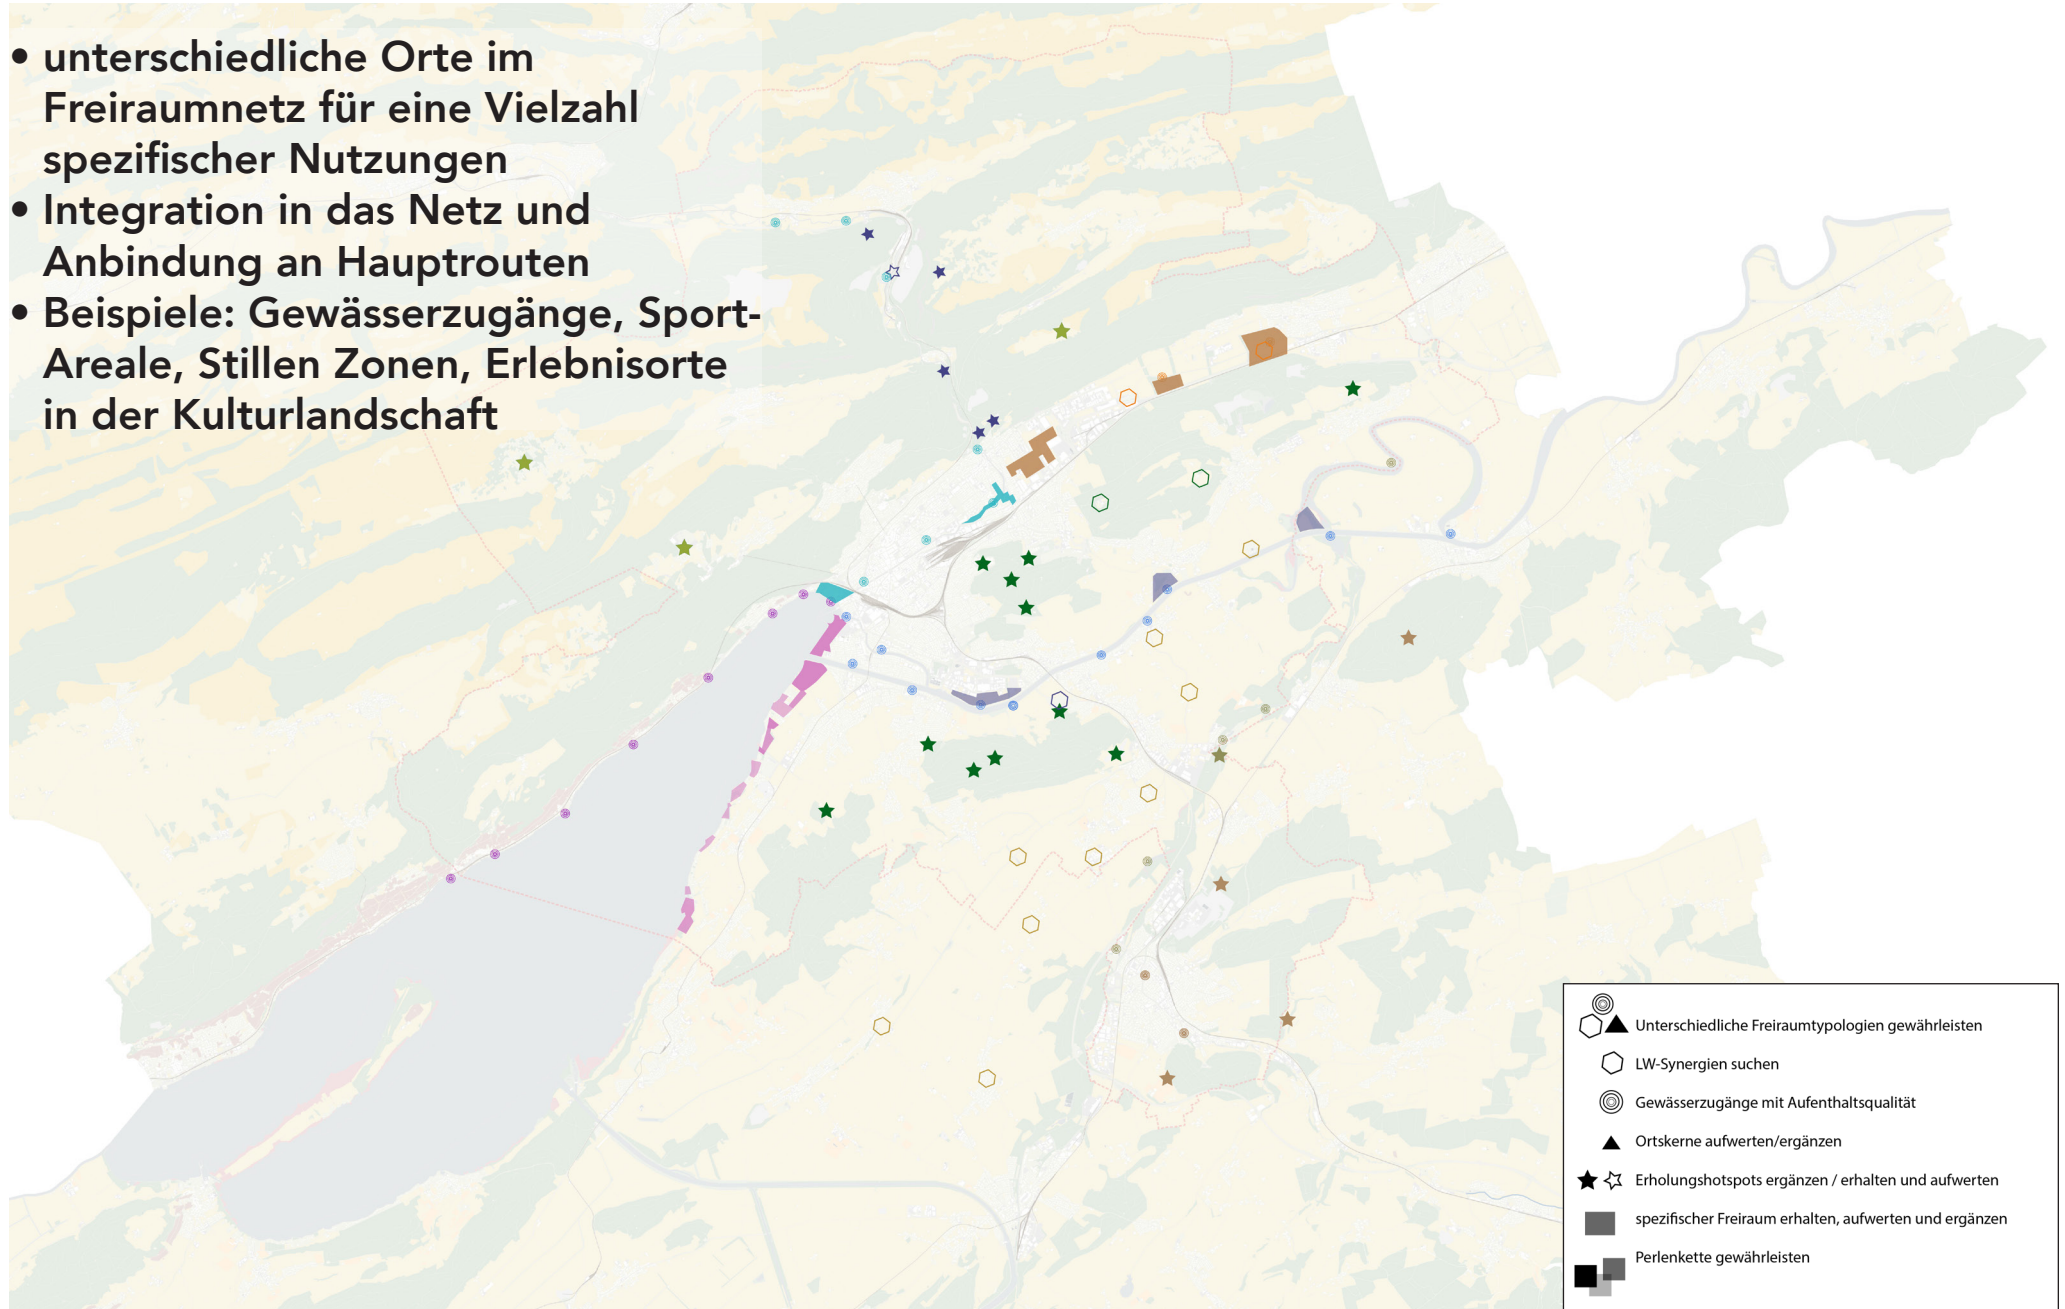 • unterschiedliche Orte im
Freiraumnetz für eine Vielzahl
spezifischer Nutzungen
• Integration in das Netz und
Anbindung an Hauptrouten
• Beispiele: Gewässerzugänge, Sport-
Areale, Stillen Zonen, Erlebnisorte
in der Kulturlandschaft
Unterschiedliche Freiraumtypologien gewährleisten
LW-Synergien suchen
Gewässerzugänge mit Aufenthaltsqualität
Ortskerne aufwerten/ergänzen
Erholungshotspots ergänzen / erhalten und aufwerten
spezifischer Freiraum erhalten, aufwerten und ergänzen
Perlenkette gewährleisten